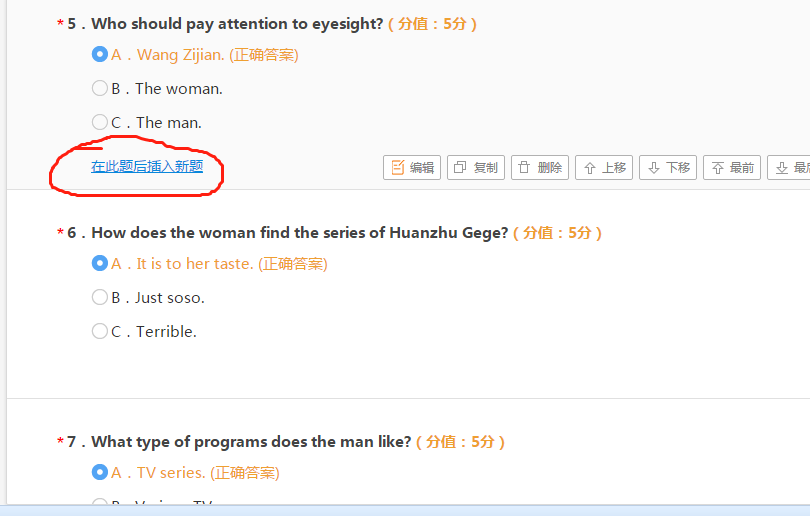 *5．Who should pay attention to eyesight?（分值：5分）
A．Wang Zijian. (正确答案)
B．The woman.
C．The man.
在此题后插入新题 编辑 复制 删除 上移 下移 最前 最后
*6．How does the woman find the series of Huanzhu Gege?（分值：5分）
A．It is to her taste. (正确答案)
B．Just soso.
C．Terrible.
*7．What type of programs does the man like?（分值：5分）
A．TV series. (正确答案)